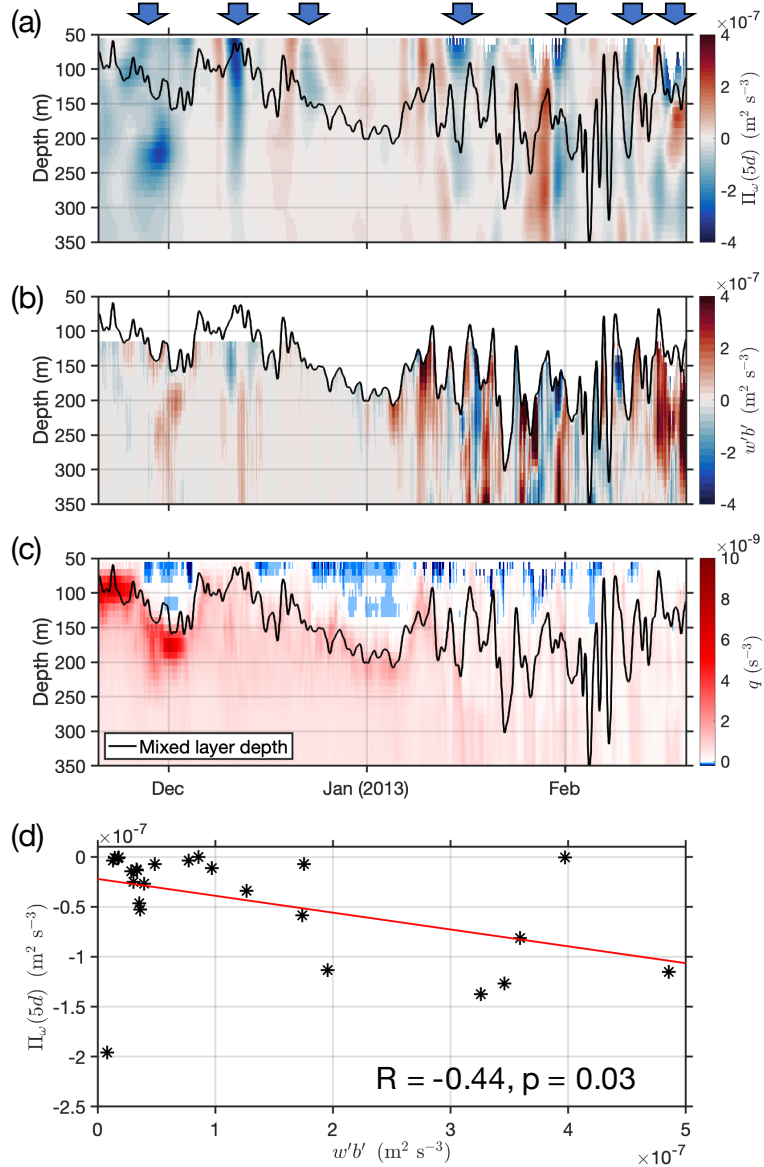 (a)
50
100
150
200
250
300
350
Depth (m)
×10⁻⁷
4
2
0
-2
-4
Πω(5d) (m² s⁻³)
(b)
50
100
150
200
250
300
350
Depth (m)
×10⁻⁷
4
2
0
-2
-4
w′b′ (m² s⁻³)
(c)
50
100
150
200
250
300
350
Depth (m)
Mixed layer depth
Dec
Jan (2013)
Feb
×10⁻⁹
10
8
6
4
2
0
q (s⁻³)
(d)
×10⁻⁷
0
-0.5
-1
-1.5
-2
-2.5
Πω(5d) (m² s⁻³)
R = -0.44, p = 0.03
0 1 2 3 4 5
w′b′ (m² s⁻³)
×10⁻⁷